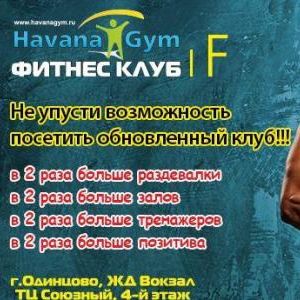 www.havanagym.ru
Havana Gym
ФИТНЕС КЛУБ
F
Не упусти возможность
посетить обновленный клуб!!!
в 2 раза больше раздевалки
в 2 раза больше залов
в 2 раза больше тренажеров
в 2 раза больше позитива
г.Одинцово, ЖД Вокзал
ТЦ Союзный, 4-й этаж